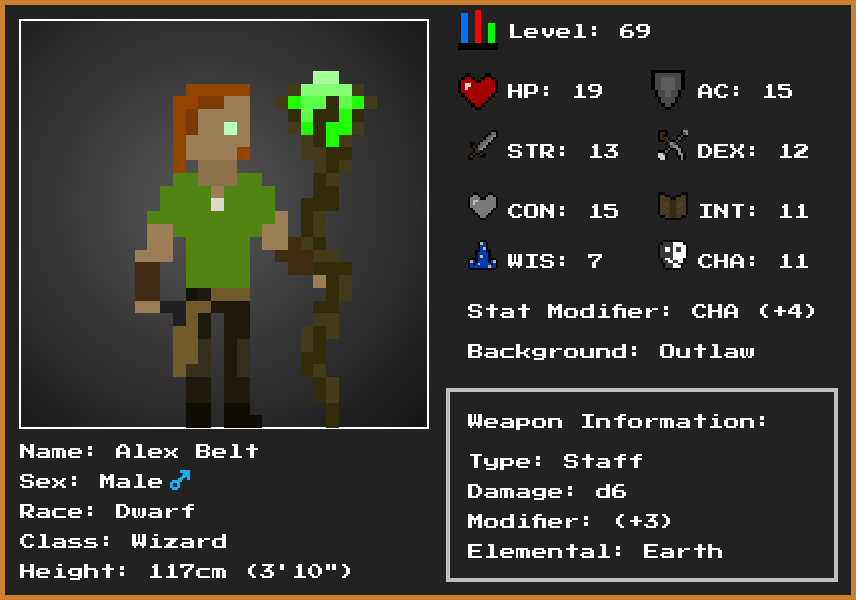 Level: 69
HP: 19 AC: 15
STR: 13 DEX: 12
CON: 15 INT: 11
WIS: 7 CHA: 11
Stat Modifier: CHA (+4)
Background: Outlaw
Weapon Information:
Type: Staff
Damage: d6
Modifier: (+3)
Elemental: Earth
Name: Alex Belt
Sex: Male ♂
Race: Dwarf
Class: Wizard
Height: 117cm (3'10")